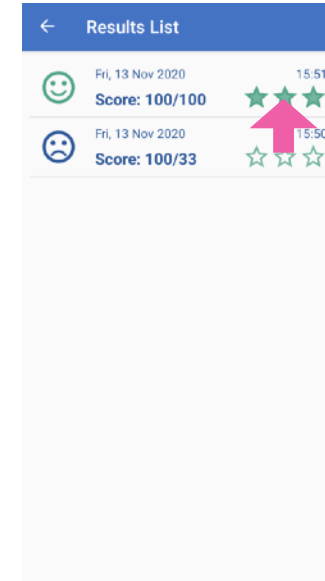 Results List
Fri, 13 Nov 2020 15:51
Score: 100/100
Fri, 13 Nov 2020 15:50
Score: 100/33